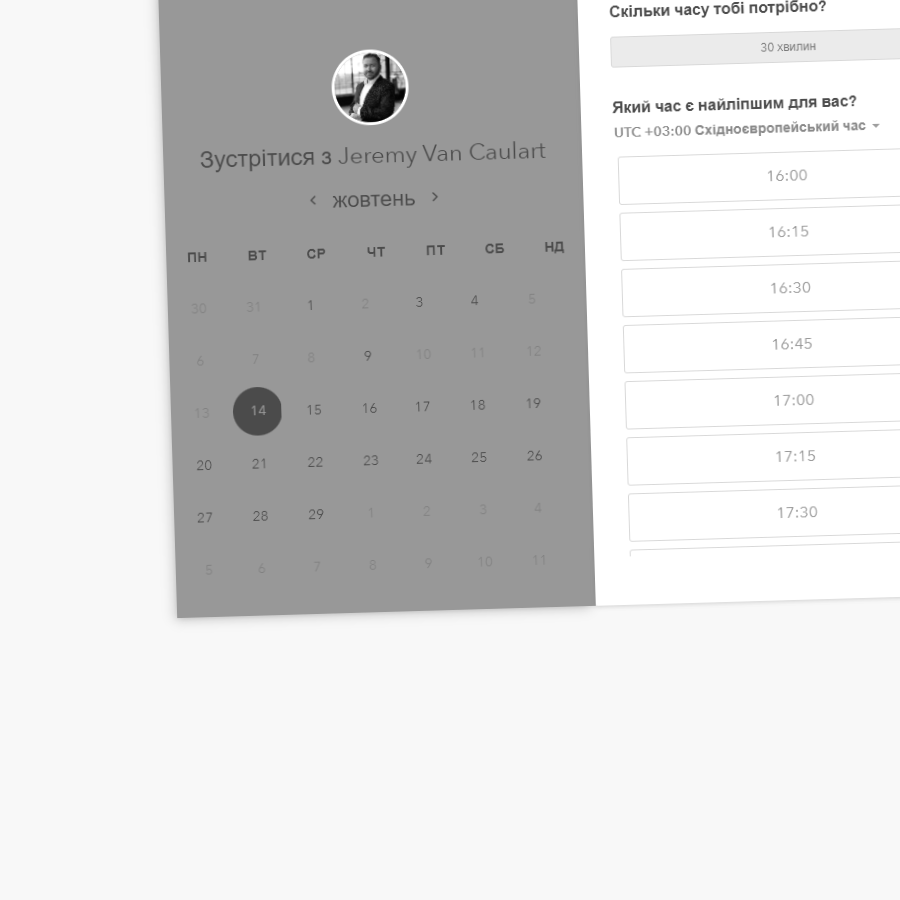 Зустрітися з Jeremy Van Caulart
жовтень
ПН ВТ СР ЧТ ПТ СБ НД
30 31 1 2 3 4 5
6 7 8 9 10 11 12
13 14 15 16 17 18 19
20 21 22 23 24 25 26
27 28 29 1 2 3 4
5 6 7 8 9 10 11
Скільки часу тобі потрібно?
30 хвилин
Який час є найліпшим для вас?
UTC +03:00 Східноєвропейський час
16:00
16:15
16:30
16:45
17:00
17:15
17:30